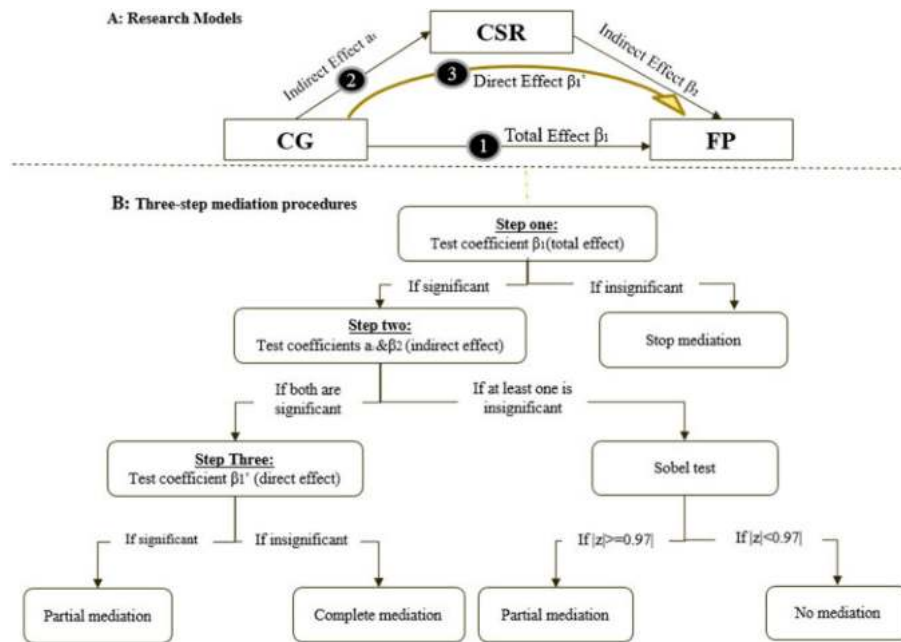 A: Research Models
CSR
Indirect Effect a₁
Indirect Effect β₂
2
3
Direct Effect β₁'
CG
1
Total Effect β₁
FP
B: Three-step mediation procedures
Step one:
Test coefficient β1(total effect)
If significant
If insignificant
Step two:
Test coefficients a₁&β2 (indirect effect)
Stop mediation
If both are
significant
If at least one is
insignificant
Step Three:
Test coefficient β1' (direct effect)
Sobel test
If significant
If insignificant
If |z|>=0.97|
If |z|<0.97|
Partial mediation
Complete mediation
Partial mediation
No mediation